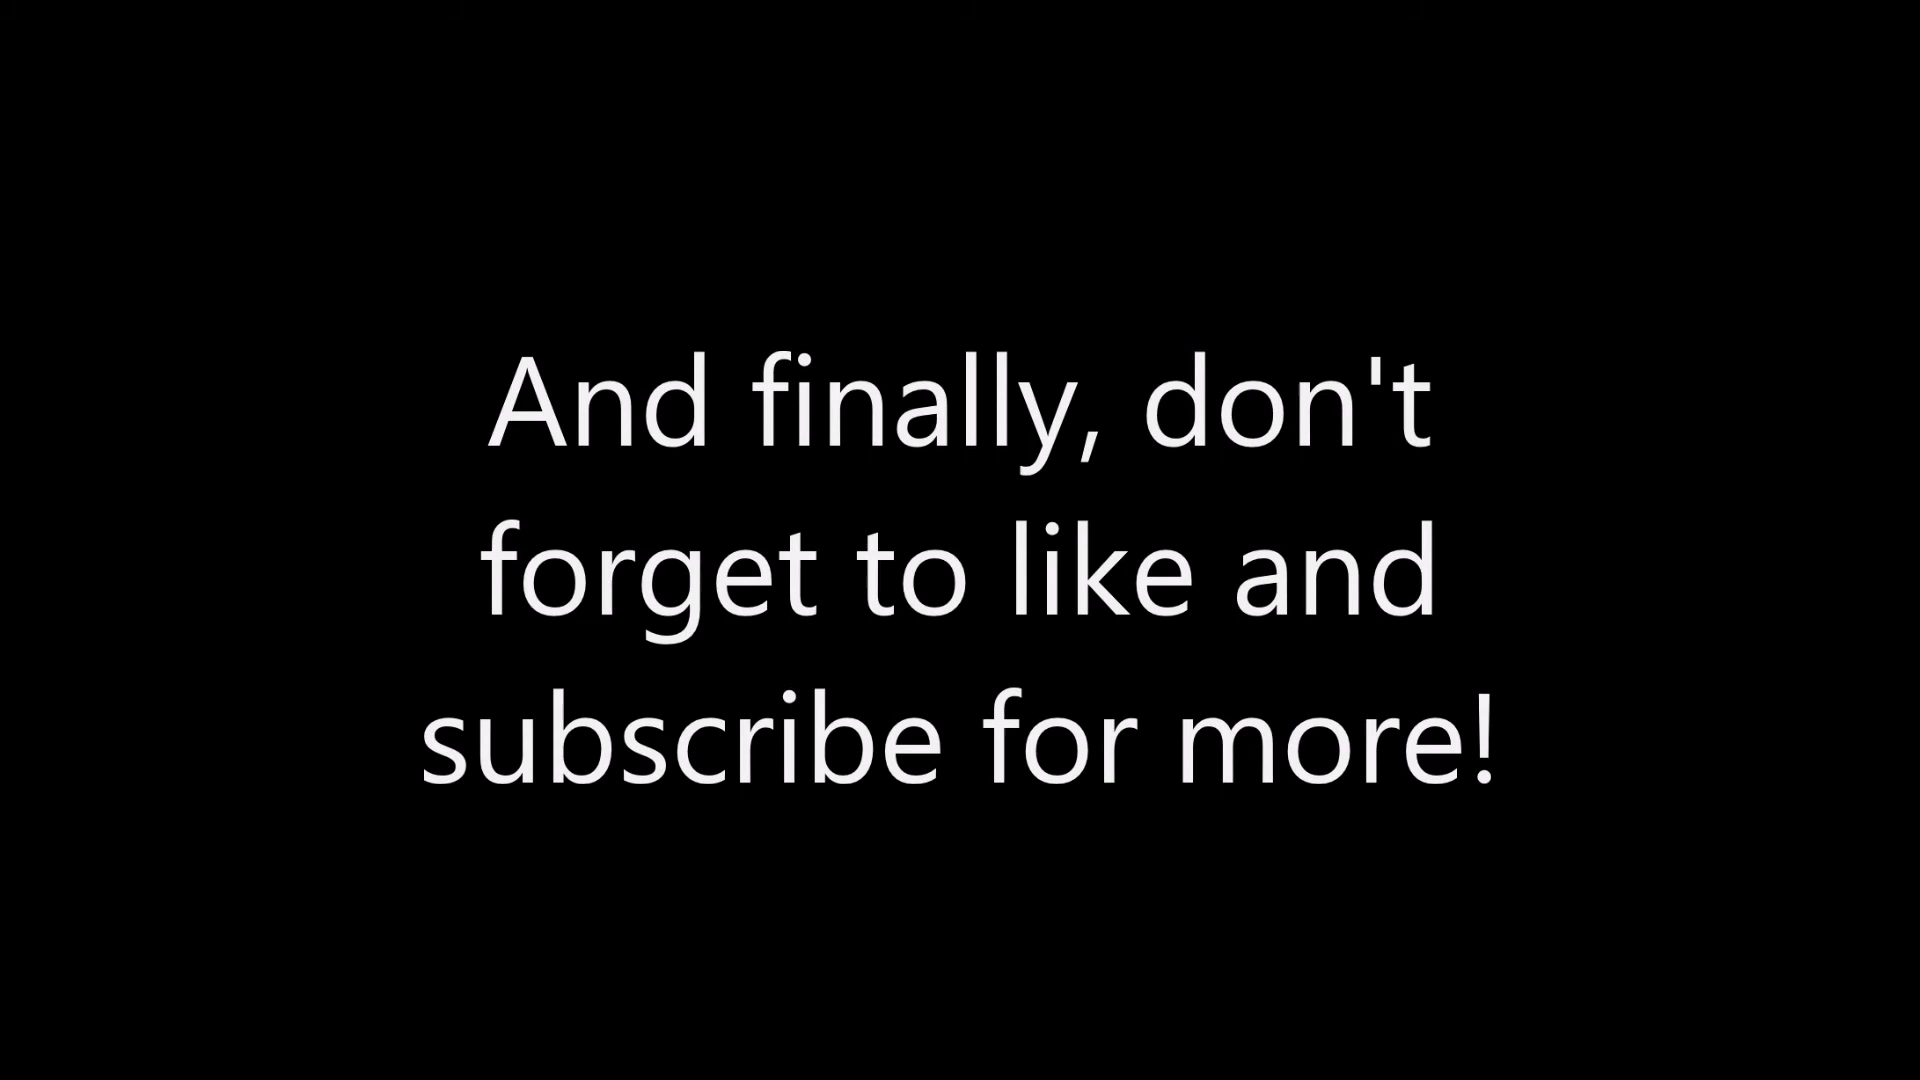 And finally, don't
forget to like and
subscribe for more!